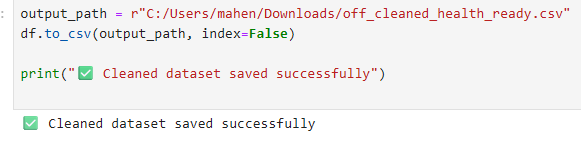 output_path = r"C:/Users/mahen/Downloads/off_cleaned_health_ready.csv"
df.to_csv(output_path, index=False)
print("✅ Cleaned dataset saved successfully")
✅ Cleaned dataset saved successfully